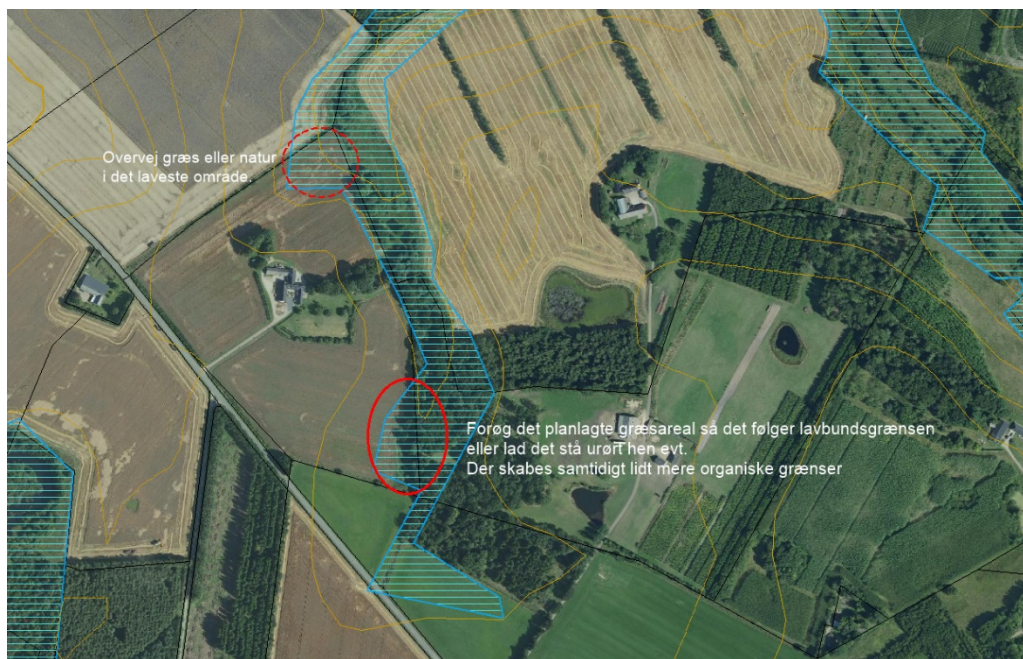 Overvej græs eller natur
i det laveste område.
Forøg det planlagte græsareal så det følger lavbundsgrænsen
eller lad det stå urørt hen evt.
Der skabes samtidigt lidt mere organiske grænser